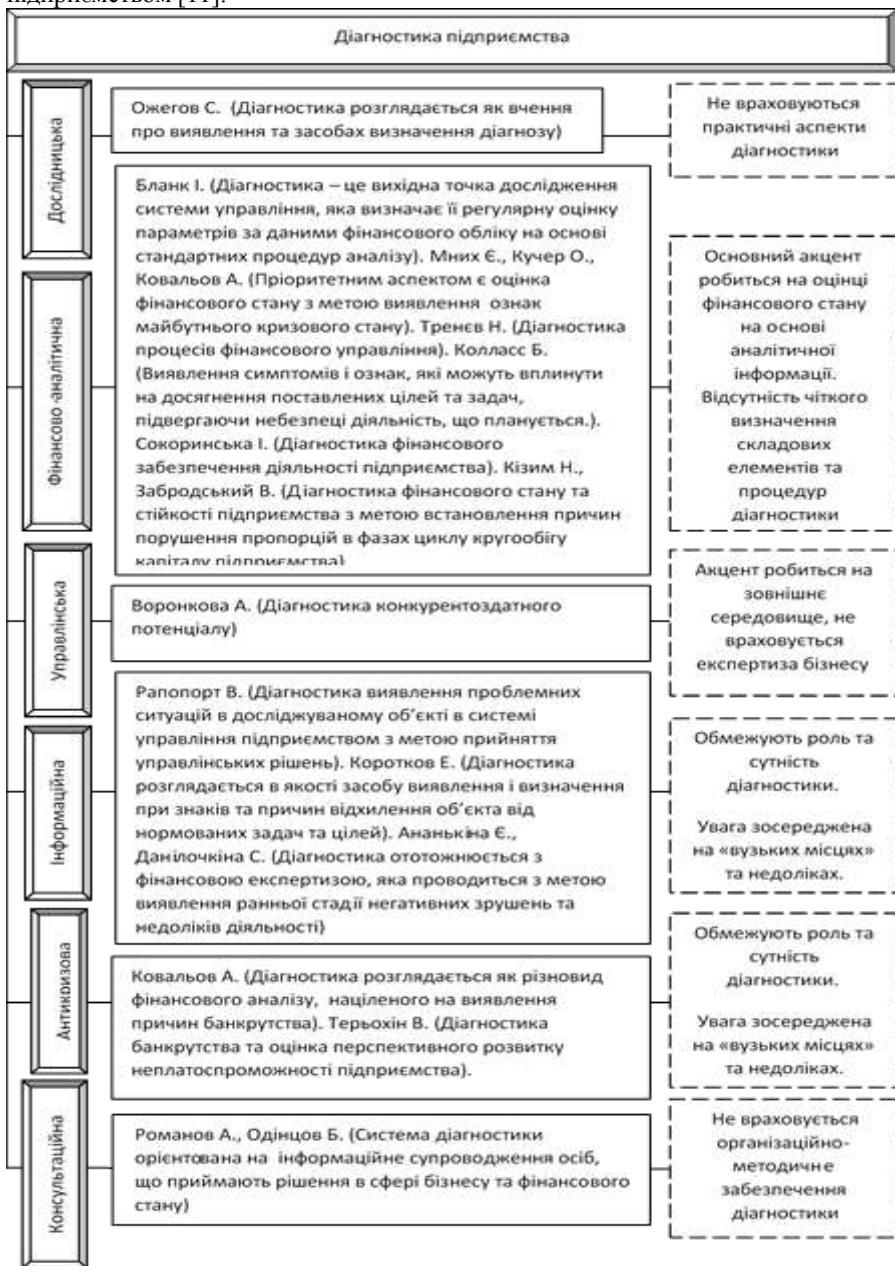 підприємством [11].
Діагностика підприємства
Дослідницька
Ожегов С. (Діагностика розглядається як вчення
про виявлення та засобах визначення діагнозу)
Не враховуються
практичні аспекти
діагностики
Фінансово-аналітична
Бланк І. (Діагностика – це вихідна точка дослідження
системи управління, яка визначає її регулярну оцінку
параметрів за даними фінансового обліку на основі
стандартних процедур аналізу). Мних Є., Кучер О.,
Ковальов А. (Пріоритетним аспектом є оцінка
фінансового стану з метою виявлення ознак
майбутнього кризового стану). Тренєв Н. (Діагностика
процесів фінансового управління). Колласс Б.
(Виявлення симптомів і ознак, які можуть вплинути
на досягнення поставлених цілей та задач,
підвергаючи небезпеці діяльність, що планується.).
Сокоринська І. (Діагностика фінансового
забезпечення діяльності підприємства). Кізим Н.,
Забродський В. (Діагностика фінансового стану та
стійкості підприємства з метою встановлення причин
порушення пропорцій в фазах циклу кругообігу
капіталу підприємства)
Основний акцент
робиться на оцінці
фінансового стану
на основі
аналітичної
інформації.
Відсутність чіткого
визначення
складових
елементів та
процедур
діагностики
Управлінська
Воронкова А. (Діагностика конкурентоздатного
потенціалу)
Акцент робиться на
зовнішнє
середовище, не
враховується
експертиза бізнесу
Інформаційна
Рапопорт В. (Діагностика виявлення проблемних
ситуацій в досліджуваному об’єкті в системі
управління підприємством з метою прийняття
управлінських рішень). Коротков Е. (Діагностика
розглядається в якості засобу виявлення і визначення
при знаків та причин відхилення об’єкта від
нормованих задач та цілей). Ананькіна Є.,
Данілочкіна С. (Діагностика ототожнюється з
фінансовою експертизою, яка проводиться з метою
виявлення ранньої стадії негативних зрушень та
недоліків діяльності)
Обмежують роль та
сутність
діагностики.
Увага зосереджена
на «вузьких місцях»
та недоліках.
Антикризова
Ковальов А. (Діагностика розглядається як різновид
фінансового аналізу, націленого на виявлення
причин банкрутства). Терьохін В. (Діагностика
банкрутства та оцінка перспективного розвитку
неплатоспроможності підприємства).
Обмежують роль та
сутність
діагностики.
Увага зосереджена
на «вузьких місцях»
та недоліках.
Консультаційна
Романов А., Одінцов Б. (Система діагностики
орієнтована на інформаційне супроводження осіб,
що приймають рішення в сфері бізнесу та фінансового
стану)
Не враховується
організаційно-
методичне
забезпечення
діагностики